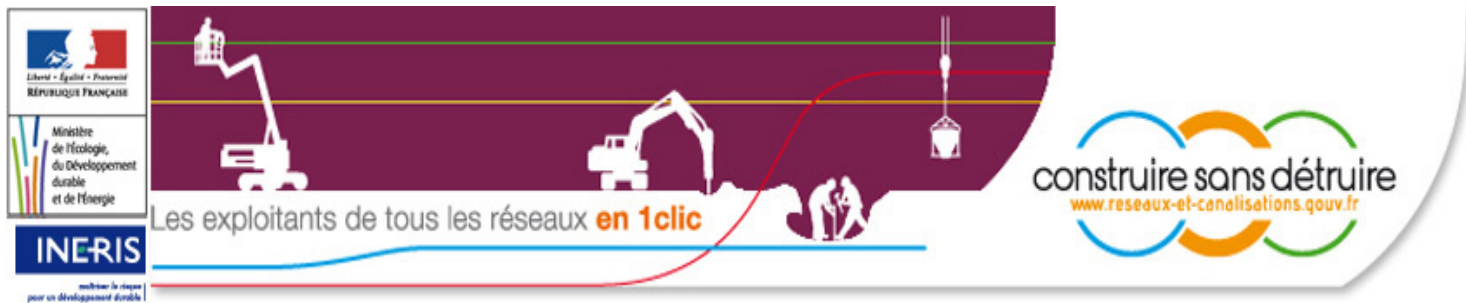 Liberté • Égalité • Fraternité
RÉPUBLIQUE FRANÇAISE
Ministère
de l'Écologie,
du Développement
durable
et de l'Énergie
INERIS
maîtriser le risque
pour un développement durable
Les exploitants de tous les réseaux en 1clic
construire sans détruire
www.reseaux-et-canalisations.gouv.fr